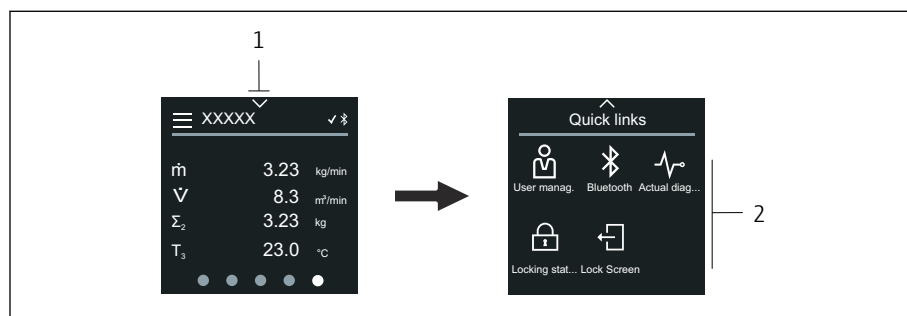 1
XXXXX
ṁ 3.23 kg/min
V̇ 8.3 m³/min
Σ₂ 3.23 kg
T₃ 23.0 °C
Quick links
User manag. Bluetooth Actual diag...
2
Locking stat... Lock Screen